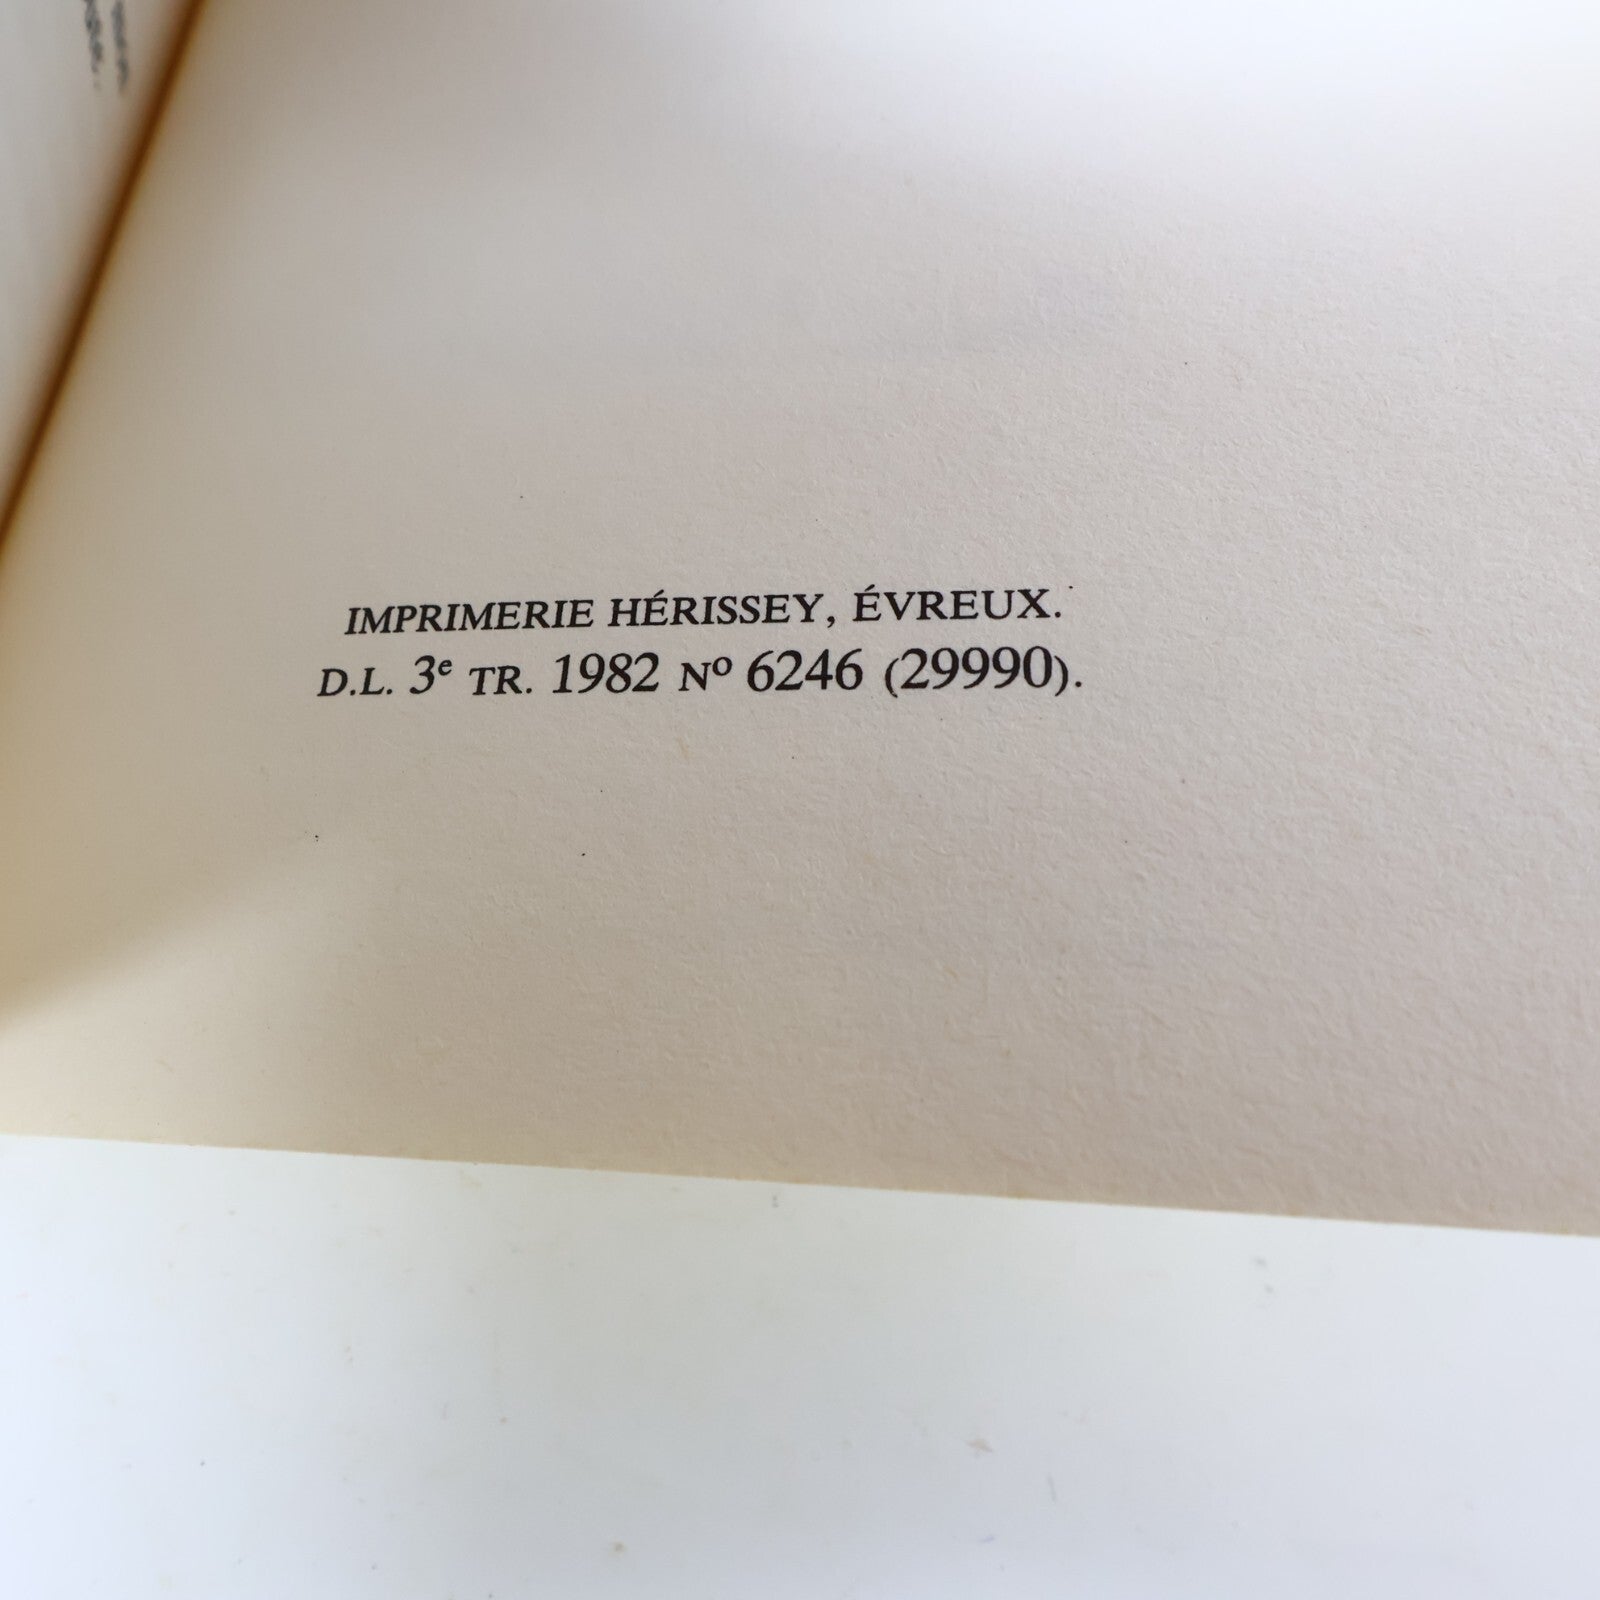 IMPRIMERIE HÉRISSEY, ÉVREUX.
D.L. 3e TR. 1982 No 6246 (29990).